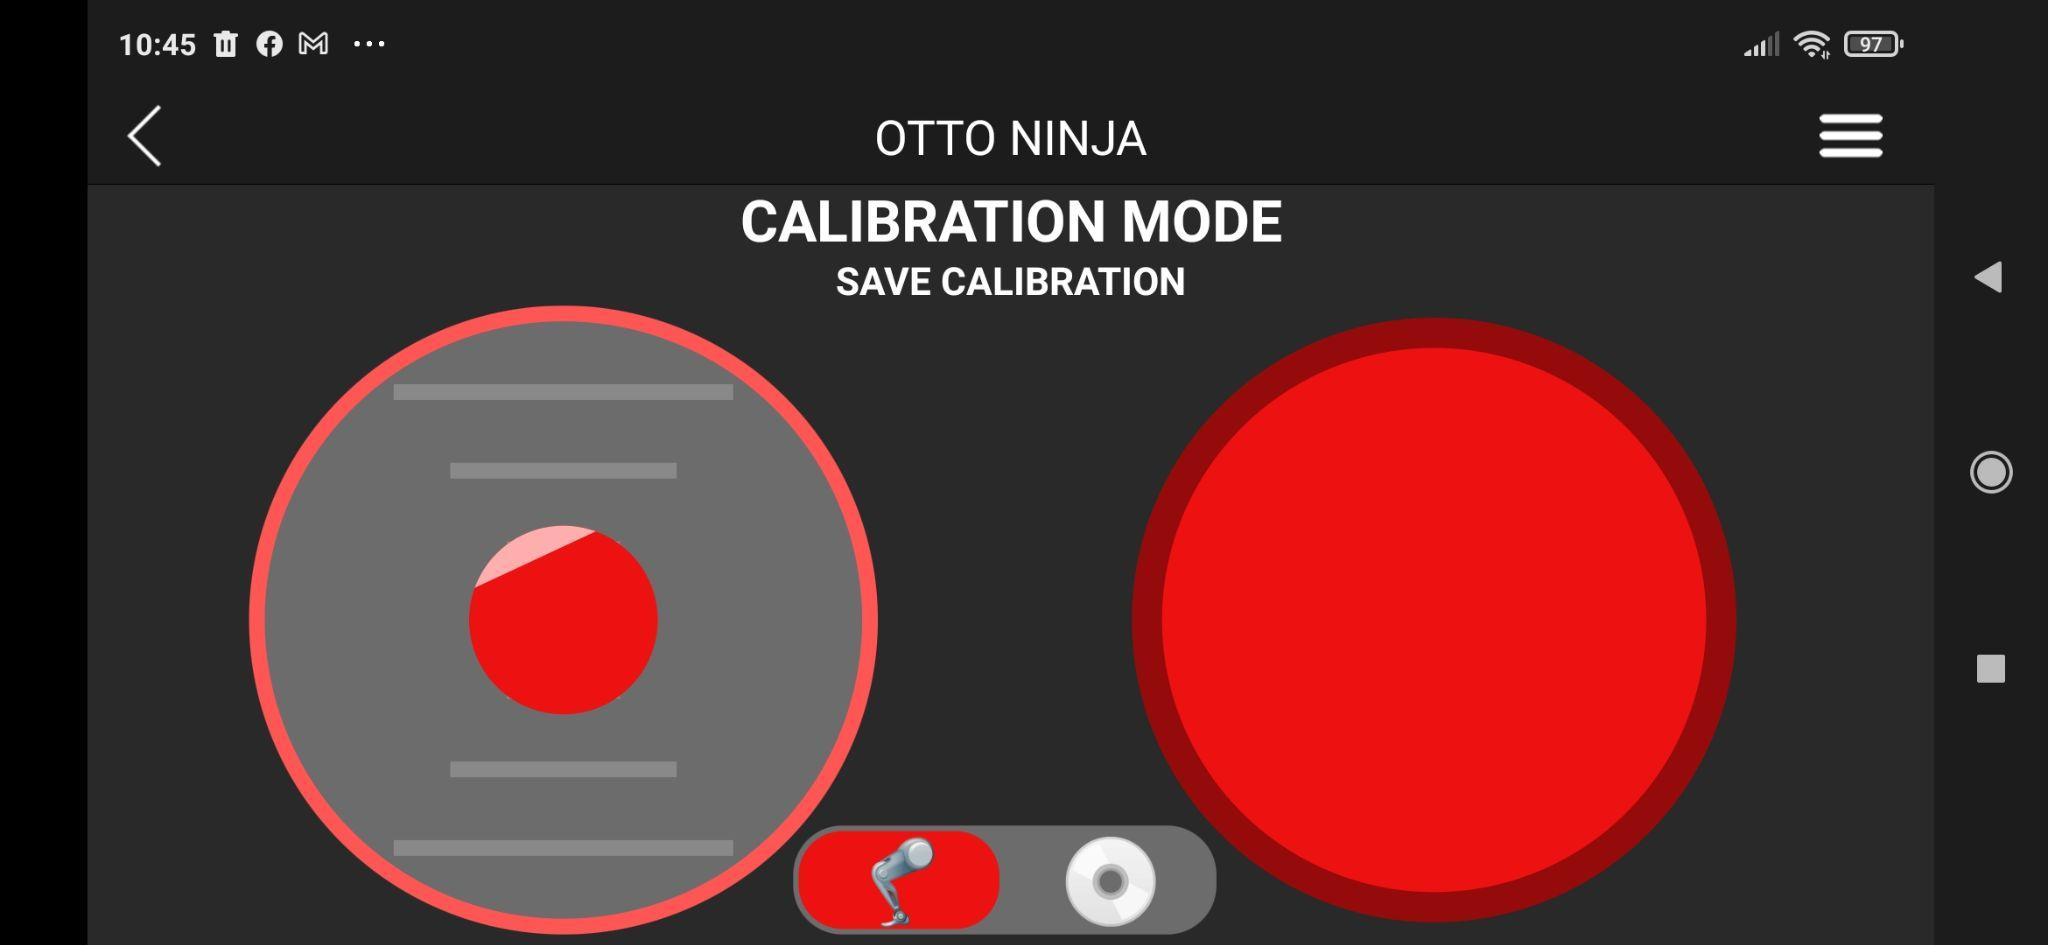 10:45
97
OTTO NINJA
CALIBRATION MODE
SAVE CALIBRATION